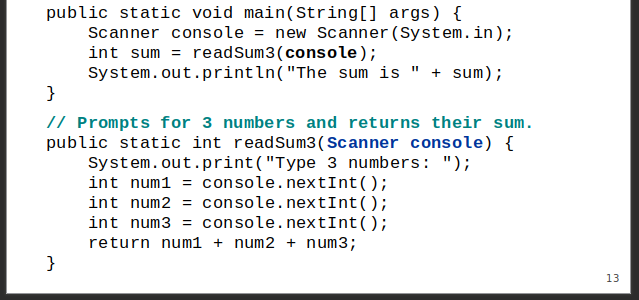 public static void main(String[] args) {
    Scanner console = new Scanner(System.in);
    int sum = readSum3(console);
    System.out.println("The sum is " + sum);
}
// Prompts for 3 numbers and returns their sum.
public static int readSum3(Scanner console) {
    System.out.print("Type 3 numbers: ");
    int num1 = console.nextInt();
    int num2 = console.nextInt();
    int num3 = console.nextInt();
    return num1 + num2 + num3;
}
13